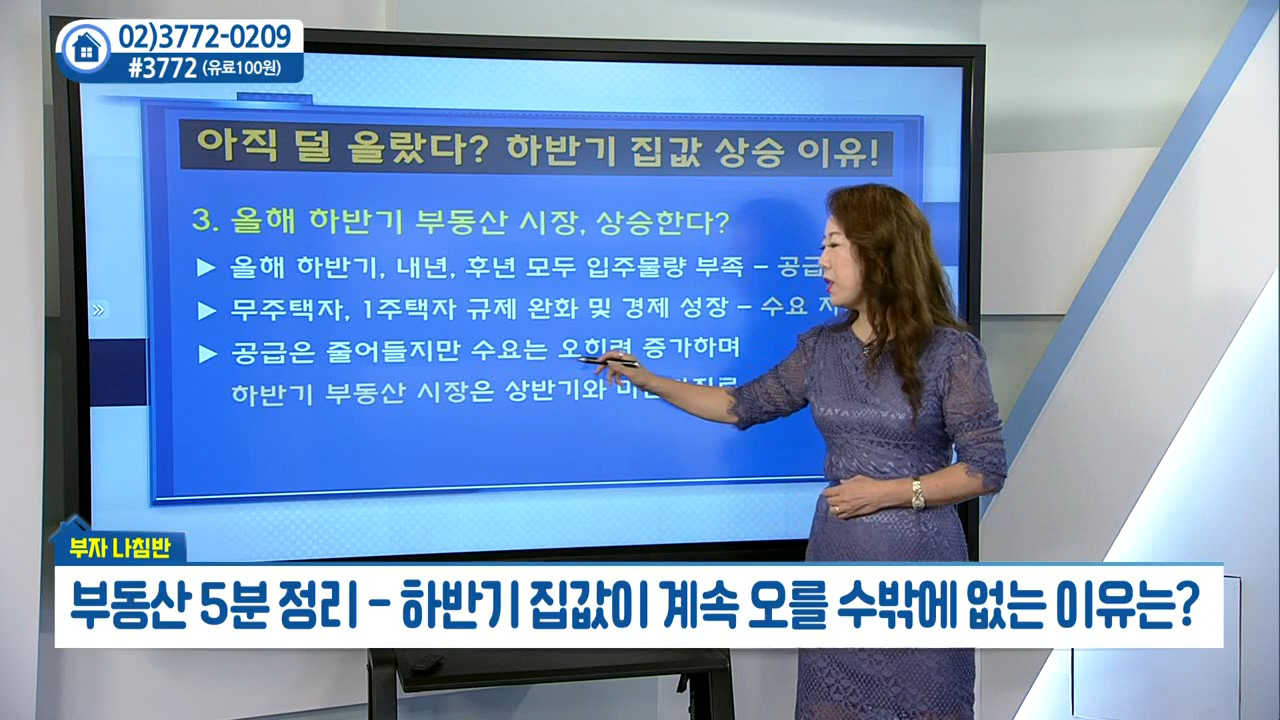 02)3772-0209
#3772 (유료100원)
아직 덜 올랐다? 하반기 집값 상승 이유!
3. 올해 하반기 부동산 시장, 상승한다?
▶ 올해 하반기, 내년, 후년 모두 입주물량 부족 - 공급
▶ 무주택자, 1주택자 규제 완화 및 경제 성장 - 수요
▶ 공급은 줄어들지만 수요는 오히려 증가하며
하반기 부동산 시장은 상반기와
부자 나침반
부동산 5분 정리 - 하반기 집값이 계속 오를 수밖에 없는 이유는?